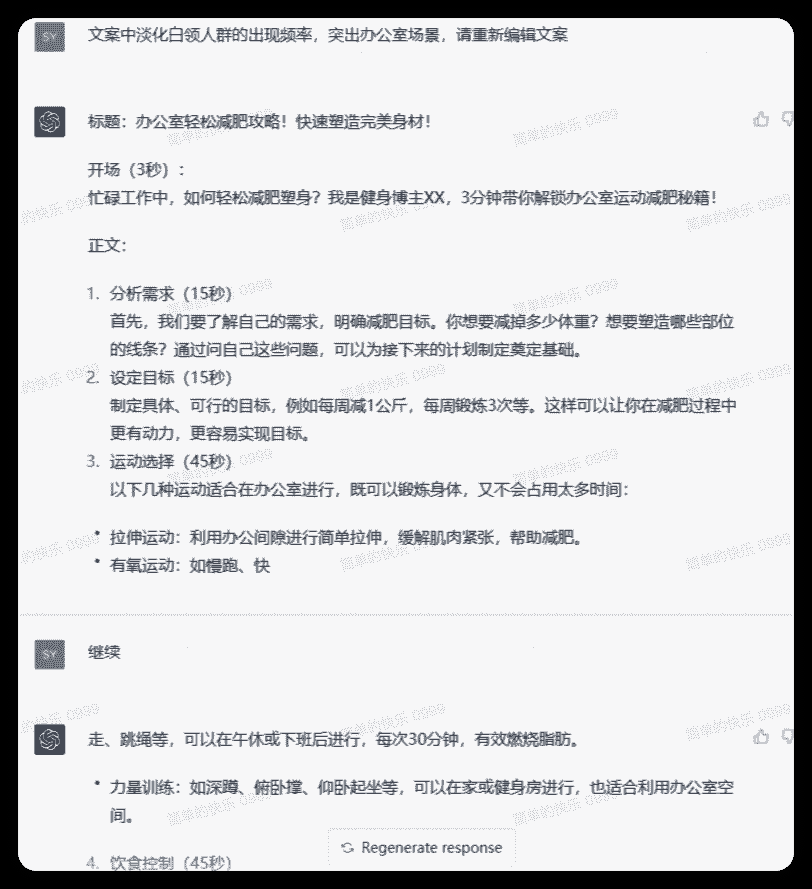 SY
文案中淡化白领人群的出现频率，突出办公室场景，请重新编辑文案
标题：办公室轻松减肥攻略！快速塑造完美身材！
开场（3秒）：
忙碌工作中，如何轻松减肥塑身？我是健身博主XX，3分钟带你解锁办公室运动减肥秘籍！
正文：
1. 分析需求（15秒）
首先，我们要了解自己的需求，明确减肥目标。你想要减掉多少体重？想要塑造哪些部位
的线条？通过问自己这些问题，可以为接下来的计划制定奠定基础。
2. 设定目标（15秒）
制定具体、可行的目标，例如每周减1公斤，每周锻炼3次等。这样可以让你在减肥过程中
更有动力，更容易实现目标。
3. 运动选择（45秒）
以下几种运动适合在办公室进行，既可以锻炼身体，又不会占用太多时间：
• 拉伸运动：利用办公间隙进行简单拉伸，缓解肌肉紧张，帮助减肥。
• 有氧运动：如慢跑、快
SY
继续
走、跳绳等，可以在午休或下班后进行，每次30分钟，有效燃烧脂肪。
• 力量训练：如深蹲、俯卧撑、仰卧起坐等，可以在家或健身房进行，也适合利用办公室空
间。
Regenerate response
4. 饮食控制（45秒）
简单的快乐 0999